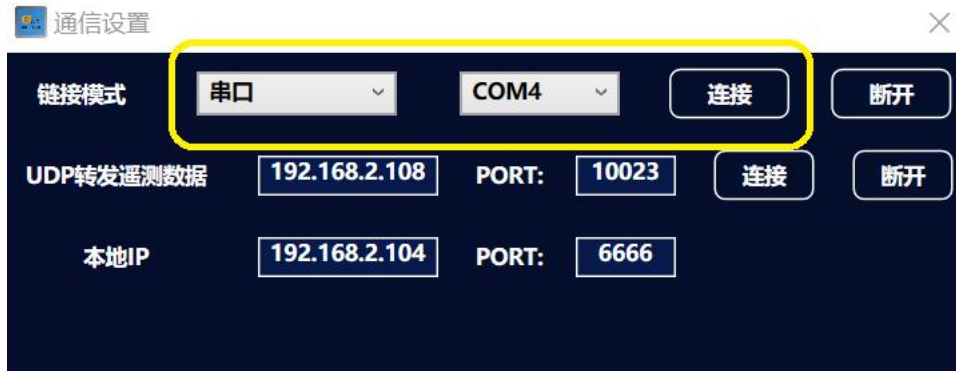 通信设置
链接模式 串口 COM4 连接 断开
UDP转发遥测数据 192.168.2.108 PORT: 10023 连接 断开
本地IP 192.168.2.104 PORT: 6666